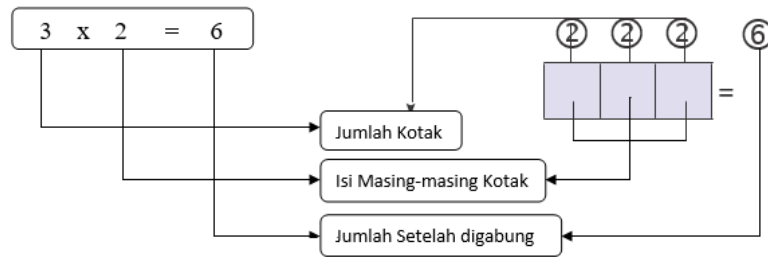 3 x 2 = 6
② ② ② ⑥
=
Jumlah Kotak
Isi Masing-masing Kotak
Jumlah Setelah digabung